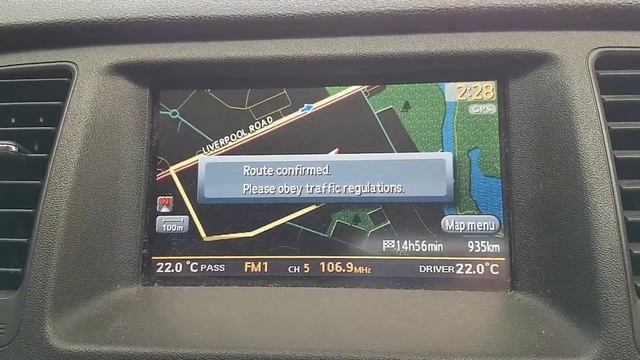 2:28
GPS
LIVERPOOL ROAD
Route confirmed.
Please obey traffic regulations.
N
100m
Map menu
14h56min 935km
22.0 °C PASS FM1 CH 5 106.9MHz DRIVER 22.0°C